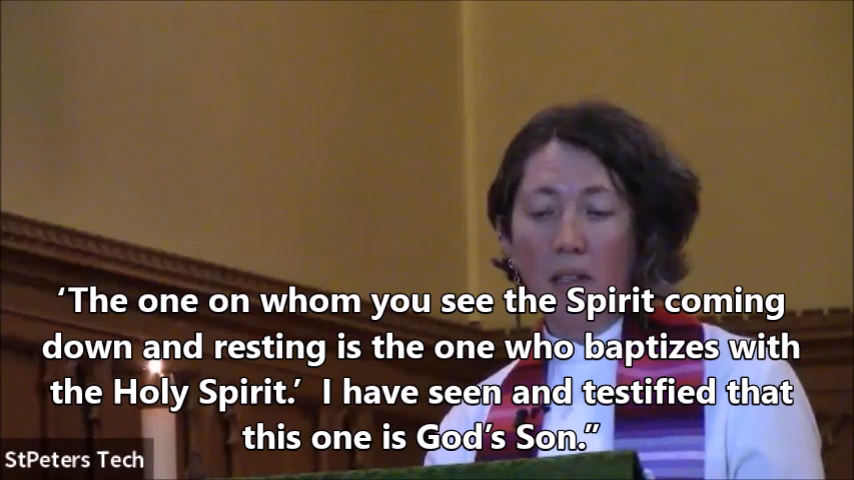 ‘The one on whom you see the Spirit coming
down and resting is the one who baptizes with
the Holy Spirit.’  I have seen and testified that
this one is God’s Son.”
StPeters Tech